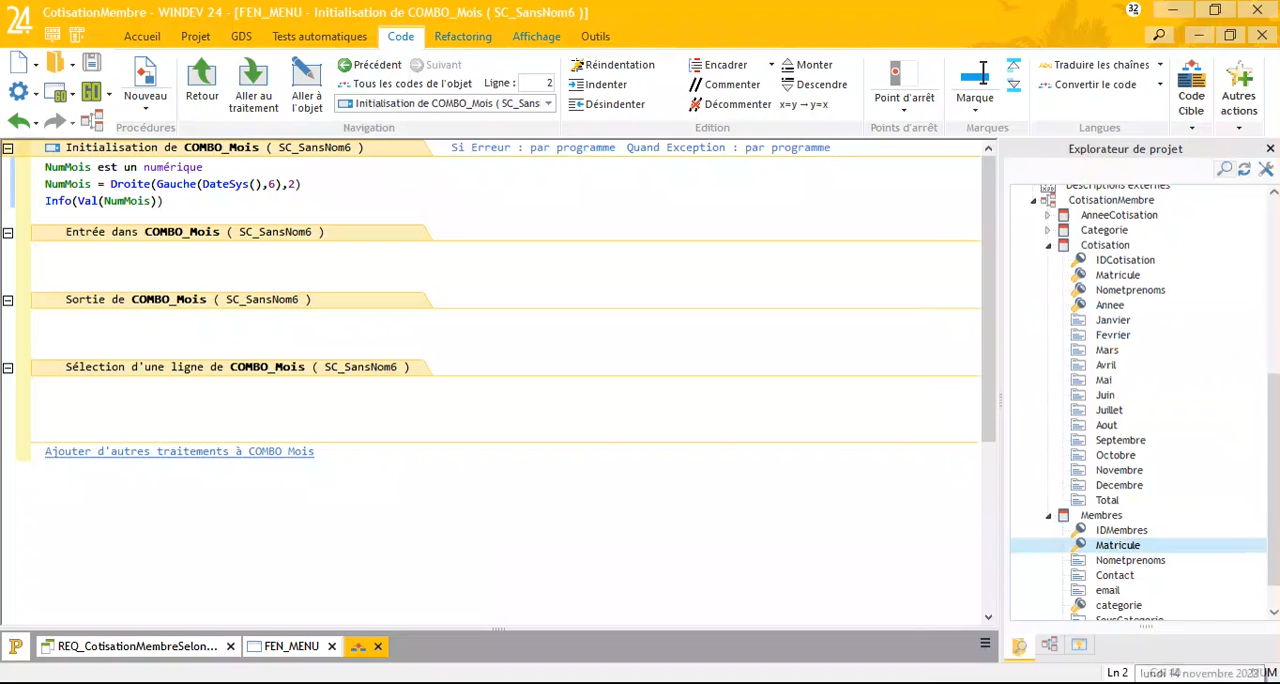 24 CotisationMembre - WINDEV 24 - [FEN_MENU - Initialisation de COMBO_Mois ( SC_SansNom6 )]
32
Accueil Projet GDS Tests automatiques Code Refactoring Affichage Outils
Nouveau
Procédures
Retour
Aller au traitement
Aller à l'objet
Précédent Suivant
Tous les codes de l'objet Ligne : 2
Initialisation de COMBO_Mois ( SC_Sans
Navigation
Réindentation
Indenter
Désindenter
Encadrer
Commenter
Décommenter
Monter
Descendre
x=y → y=x
Edition
Point d'arrêt
Points d'arrêt
Marque
Marques
Traduire les chaînes
Convertir le code
Langues
Code Cible
Autres actions
Initialisation de COMBO_Mois ( SC_SansNom6 ) Si Erreur : par programme Quand Exception : par programme
NumMois est un numérique
NumMois = Droite(Gauche(DateSys(),6),2)
Info(Val(NumMois))
Entrée dans COMBO_Mois ( SC_SansNom6 )
Sortie de COMBO_Mois ( SC_SansNom6 )
Sélection d'une ligne de COMBO_Mois ( SC_SansNom6 )
Ajouter d'autres traitements à COMBO Mois
Explorateur de projet
Descriptions externes
CotisationMembre
AnneeCotisation
Categorie
Cotisation
IDCotisation
Matricule
Nometprenoms
Annee
Janvier
Fevrier
Mars
Avril
Mai
Juin
Juillet
Aout
Septembre
Octobre
Novembre
Decembre
Total
Membres
IDMembres
Matricule
Nometprenoms
Contact
email
categorie
SousCategorie
P REQ_CotisationMembreSelon... FEN_MENU
Ln 2 novembre